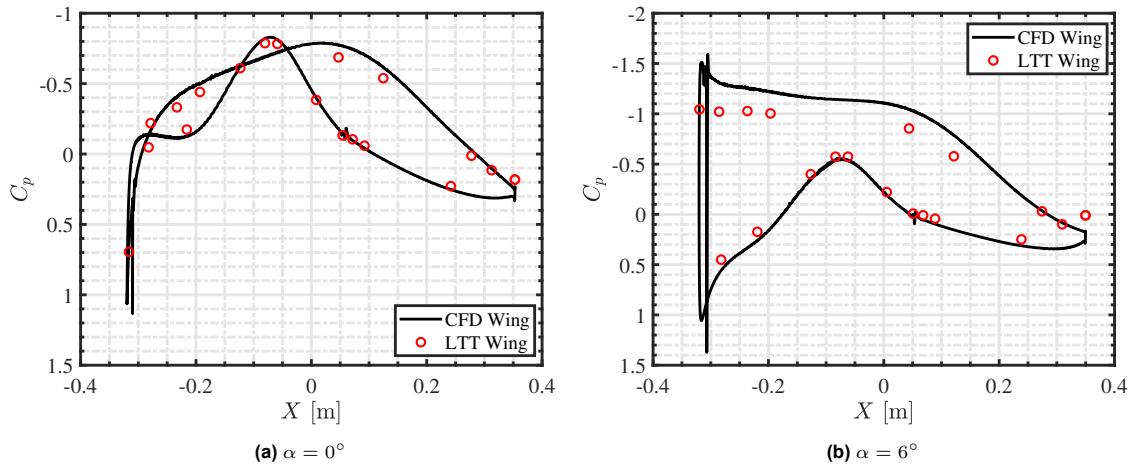 -1
-0.5
0
0.5
1
1.5
C_p
-0.4
-0.2
0
0.2
0.4
X [m]
CFD Wing
LTT Wing
(a) α = 0°
-2
-1.5
-1
-0.5
0
0.5
1
1.5
C_p
-0.4
-0.2
0
0.2
0.4
X [m]
CFD Wing
LTT Wing
(b) α = 6°